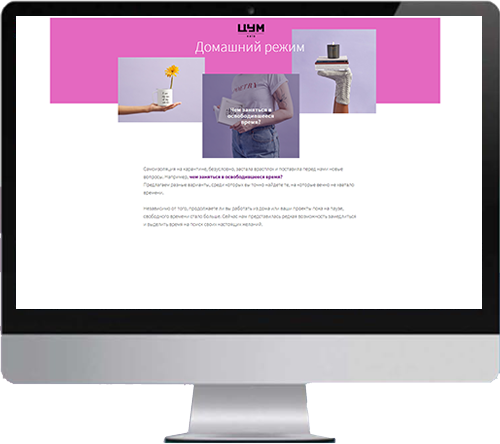 ЦУМ
КИЇВ
Домашний режим
Чем заняться в
освободившееся
время?
Самоизоляция на карантине, безусловно, застала врасплох и поставила перед нами новые
вопросы. Например, чем заняться в освободившееся время?
Предлагаем разные варианты, среди которых вы точно найдете те, на которые вечно не хватало
времени.
Независимо от того, продолжаете ли вы работать из дома или ваши проекты пока на паузе,
свободного времени стало больше. Сейчас нам представилась редкая возможность замедлиться
и выделить время на поиск своих настоящих желаний.